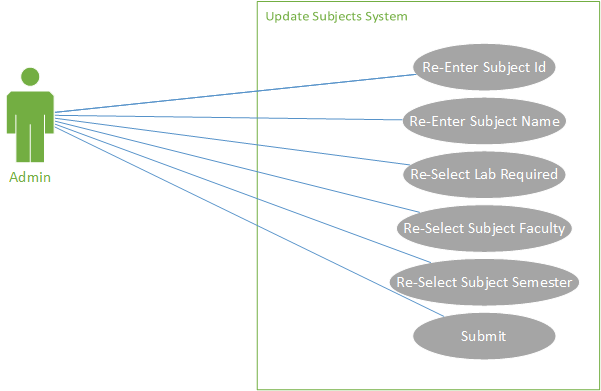 Update Subjects System
Re-Enter Subject Id
Re-Enter Subject Name
Admin
Re-Select Lab Required
Re-Select Subject Faculty
Re-Select Subject Semester
Submit